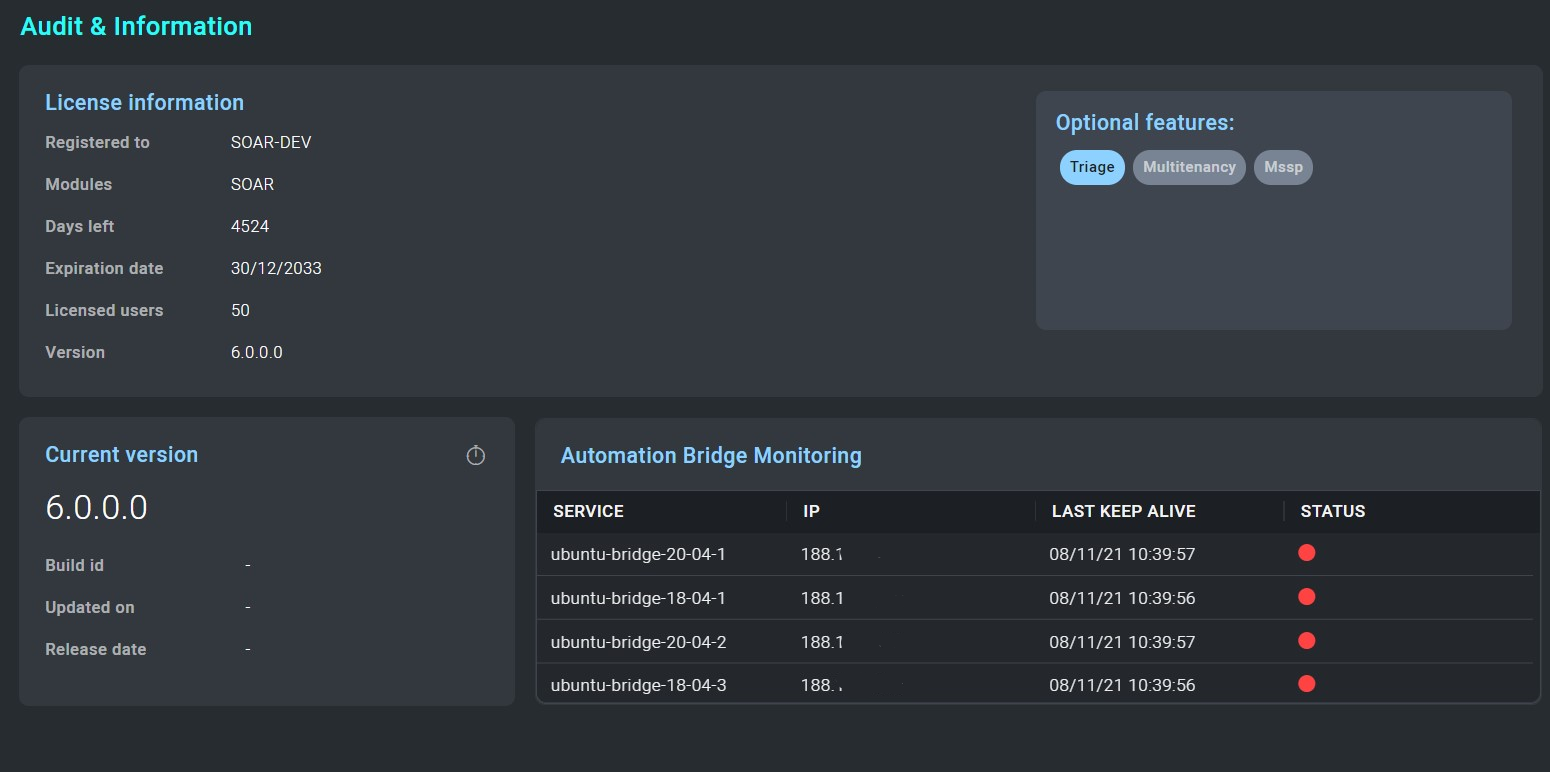 Audit & Information
License information
Registered to SOAR-DEV
Modules SOAR
Days left 4524
Expiration date 30/12/2033
Licensed users 50
Version 6.0.0.0
Optional features:
Triage Multitenancy Mssp
Current version
6.0.0.0
Build id -
Updated on -
Release date -
Automation Bridge Monitoring
SERVICE IP LAST KEEP ALIVE STATUS
ubuntu-bridge-20-04-1 188.1 08/11/21 10:39:57
ubuntu-bridge-18-04-1 188.1 08/11/21 10:39:56
ubuntu-bridge-20-04-2 188.1 08/11/21 10:39:57
ubuntu-bridge-18-04-3 188. 08/11/21 10:39:56